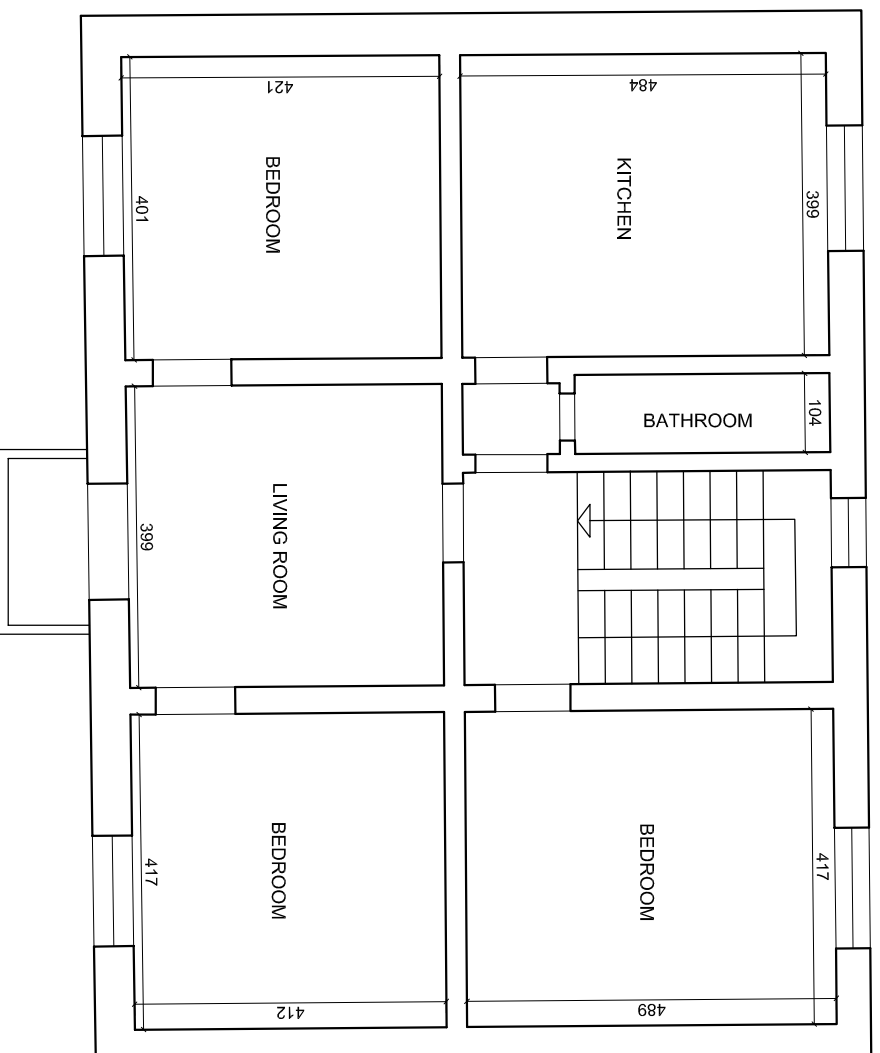 421
484
BEDROOM
KITCHEN
401
399
BATHROOM
104
LIVING ROOM
399
BEDROOM
BEDROOM
417
417
412
489